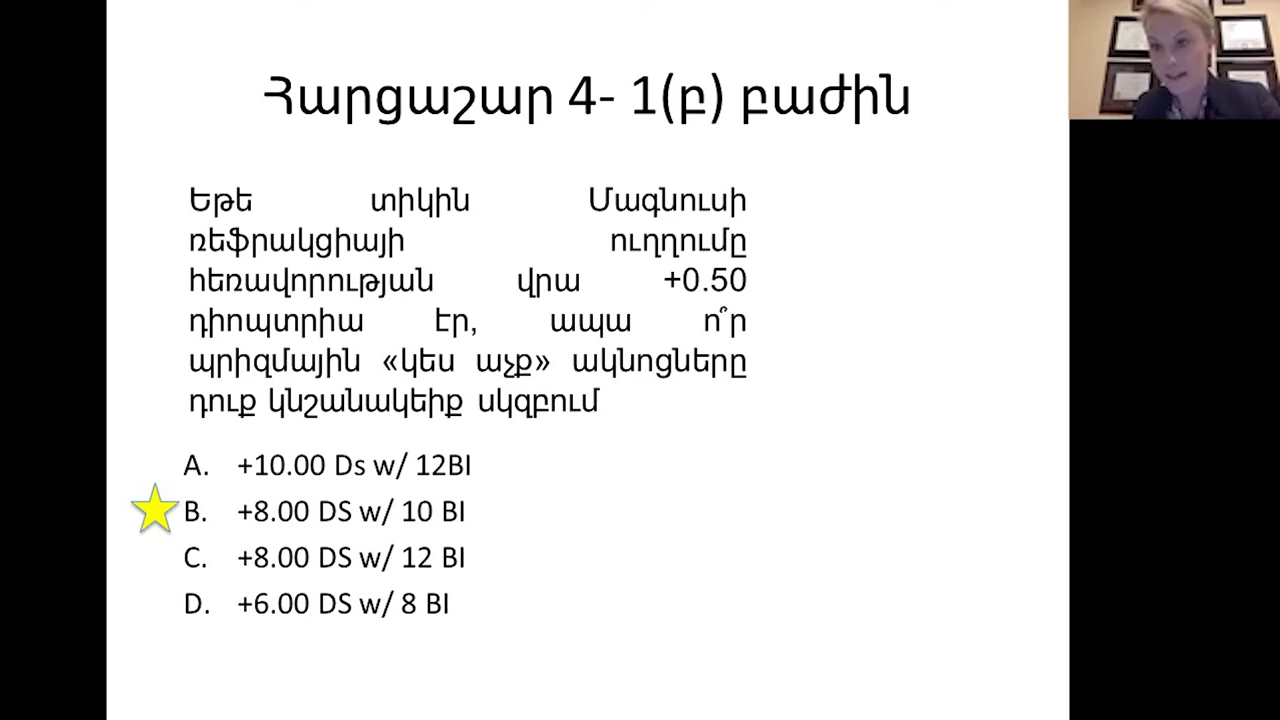 Հարցաշար 4- 1(բ) բաժին
Եթե տիկին Մագնուսի
ռեֆրակցիայի ուղղումը
հեռավորության վրա +0.50
դիոպտրիա էր, ապա ո՞ր
պրիզմային «կես աչք» ակնոցները
դուք կնշանակեիք սկզբում
A. +10.00 Ds w/ 12BI
B. +8.00 DS w/ 10 BI
C. +8.00 DS w/ 12 BI
D. +6.00 DS w/ 8 BI